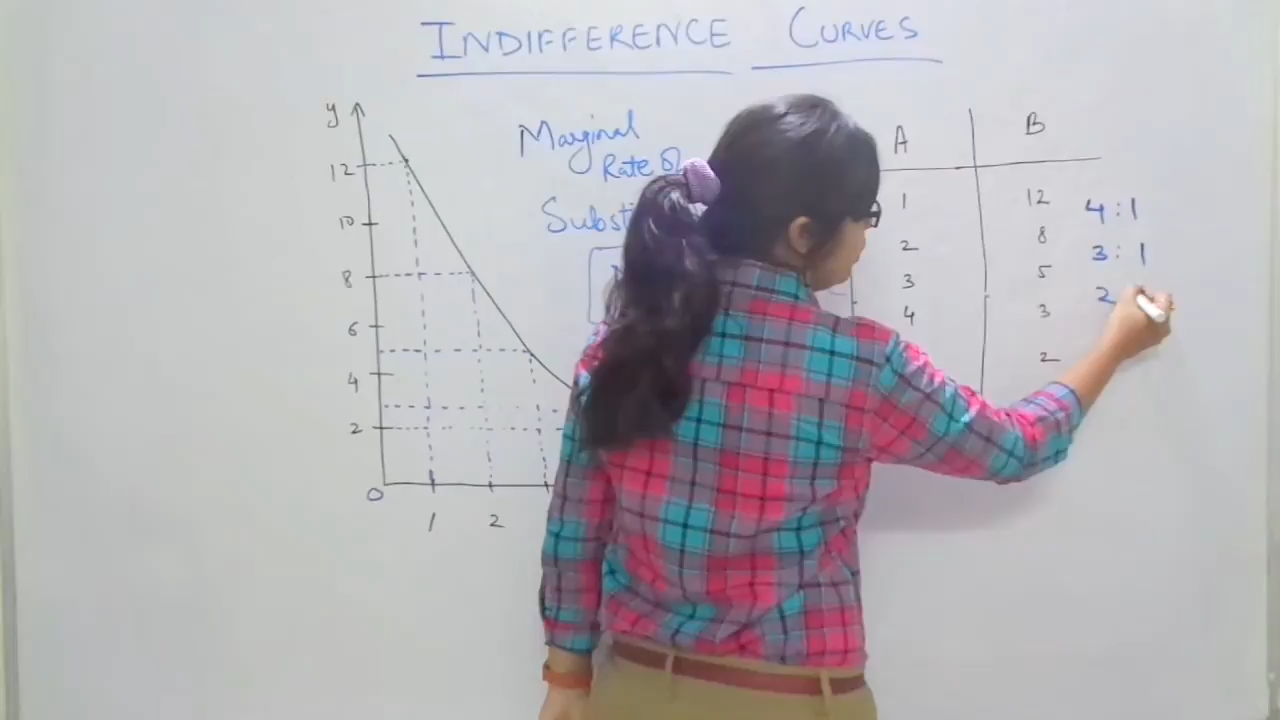 INDIFFERENCE CURVES
y
12
10
8
6
4
2
0
1 2
Marginal
Rate of
A B
1 12 4:1
2 8 3:1
3 5 2
4 3
2